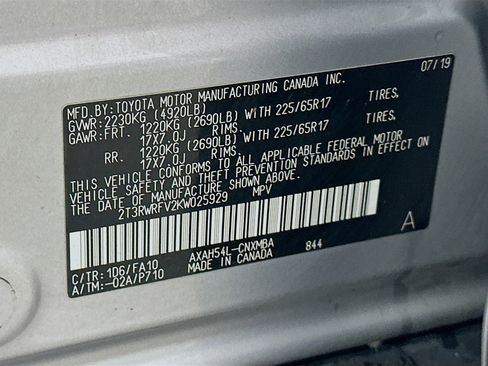 MFD.BY:TOYOTA MOTOR MANUFACTURING CANADA INC. 07/19
GVWR:2230KG (4920LB)
GAWR:FRT. 1220KG (2690LB) WITH 225/65R17 TIRES.
17X7.0J RIMS.
RR. 1220KG (2690LB) WITH 225/65R17 TIRES.
17X7.0J RIMS.
THIS VEHICLE CONFORMS TO ALL APPLICABLE FEDERAL MOTOR
VEHICLE SAFETY AND THEFT PREVENTION STANDARDS IN EFFECT ON
THE DATE OF MANUFACTURE SHOWN ABOVE.
2T3RWRFV2KW025929 MPV
A
C/TR:1D6/FA10 AXAH54L-CNXMBA 844
A/TM:-02A/P710 MADE IN CANADA